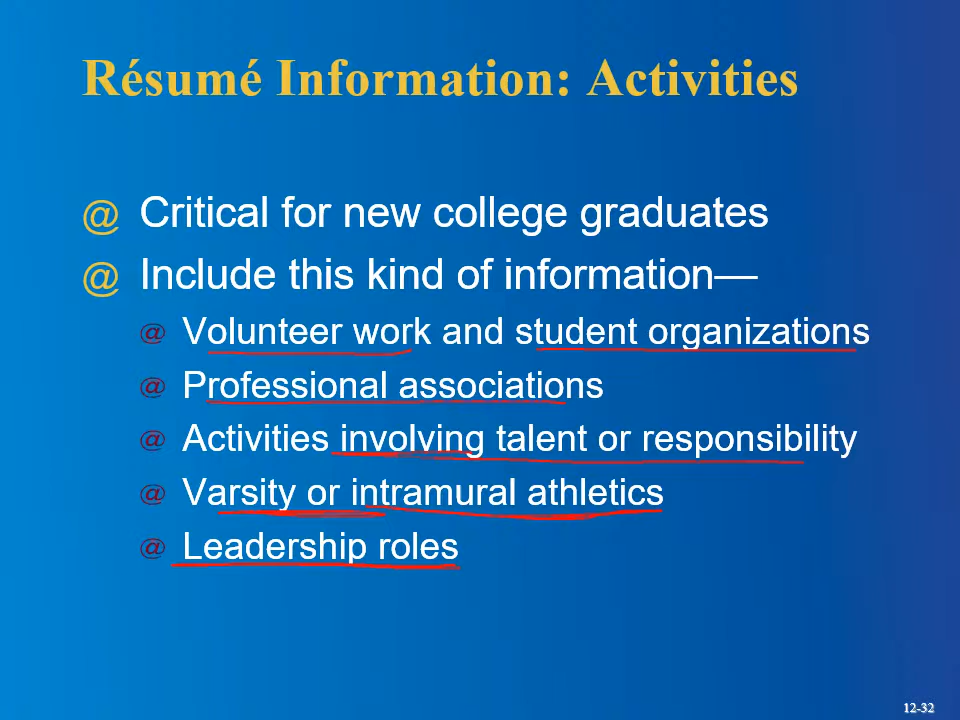 Résumé Information: Activities
@ Critical for new college graduates
@ Include this kind of information—
@ Volunteer work and student organizations
@ Professional associations
@ Activities involving talent or responsibility
@ Varsity or intramural athletics
@ Leadership roles
12-32